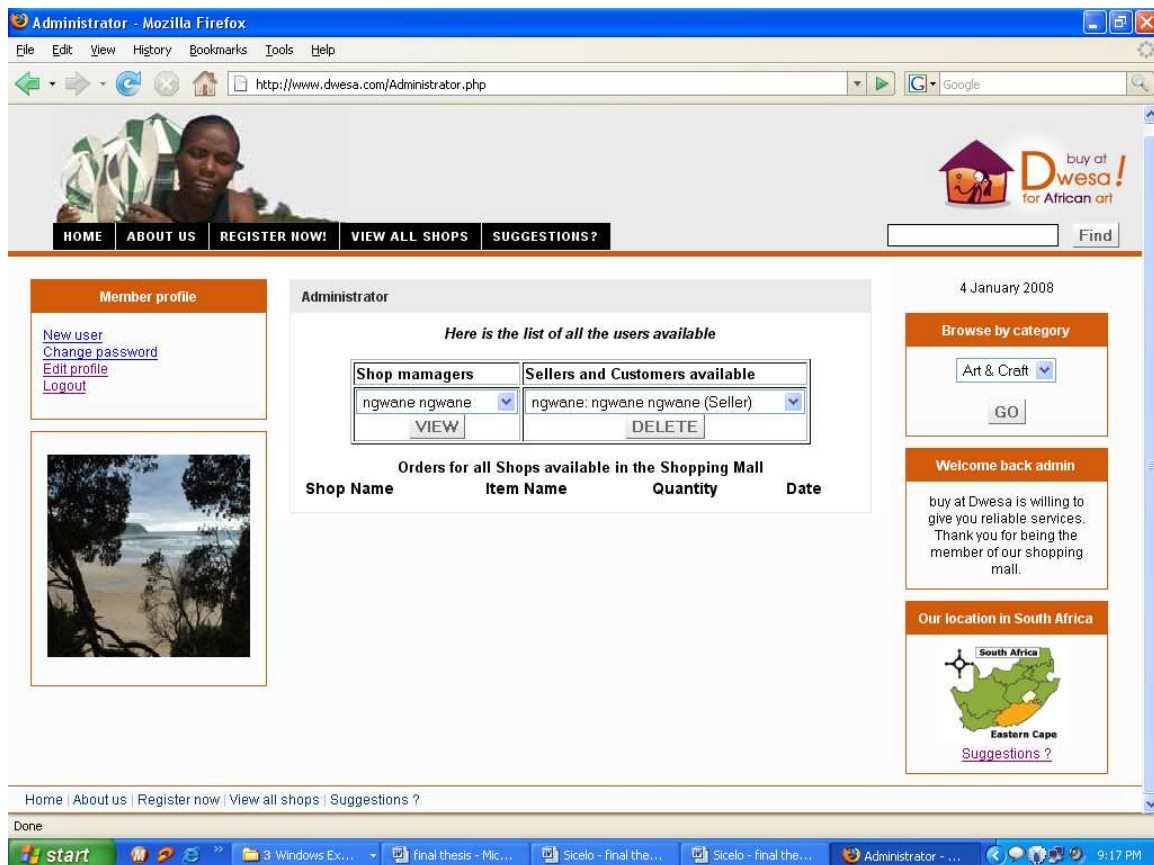 Administrator - Mozilla Firefox
File Edit View History Bookmarks Tools Help
http://www.dwesa.com/Administrator.php
G Google
buy at
Dwesa!
for African art
HOME ABOUT US REGISTER NOW! VIEW ALL SHOPS SUGGESTIONS?
Find
Member profile
New user
Change password
Edit profile
Logout
Administrator
Here is the list of all the users available
Shop mamagers Sellers and Customers available
ngwane ngwane ngwane: ngwane ngwane (Seller)
VIEW DELETE
Orders for all Shops available in the Shopping Mall
Shop Name Item Name Quantity Date
4 January 2008
Browse by category
Art & Craft
GO
Welcome back admin
buy at Dwesa is willing to
give you reliable services.
Thank you for being the
member of our shopping
mall.
Our location in South Africa
South Africa
Eastern Cape
Suggestions ?
Home | About us | Register now | View all shops | Suggestions ?
Done
start 3 Windows Ex... final thesis - Mic... Sicelo - final the... Sicelo - final the... Administrator - ... 9:17 PM